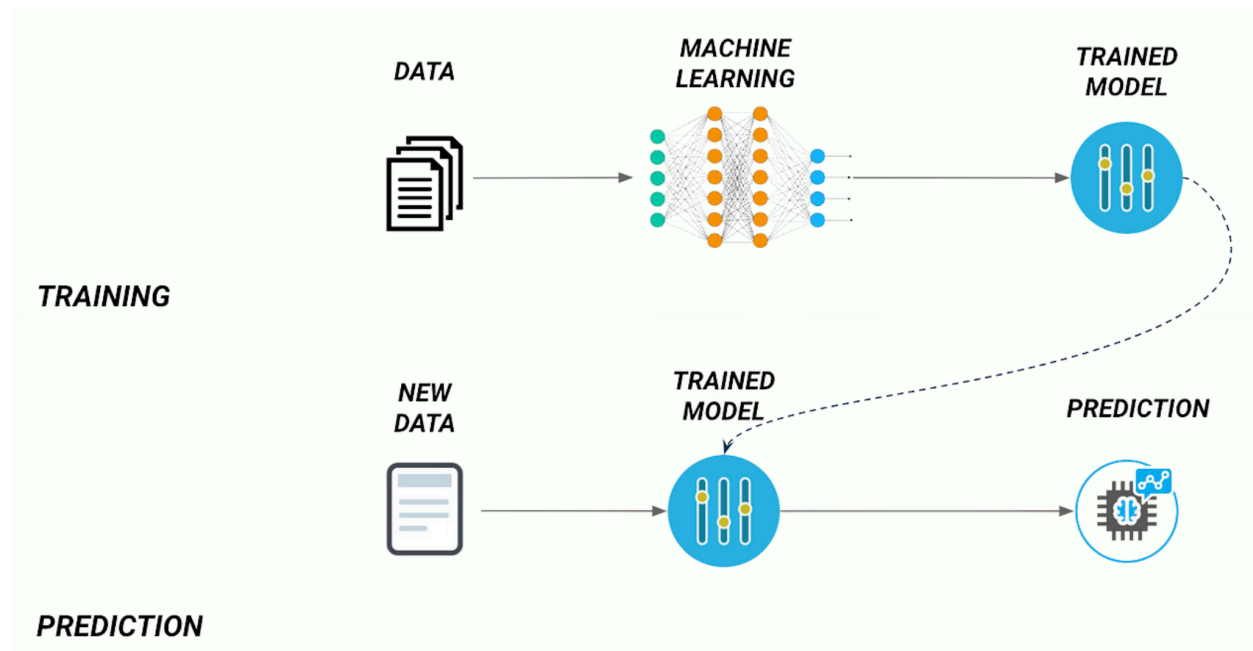 DATA
MACHINE
LEARNING
TRAINED
MODEL
TRAINING
NEW
DATA
TRAINED
MODEL
PREDICTION
PREDICTION